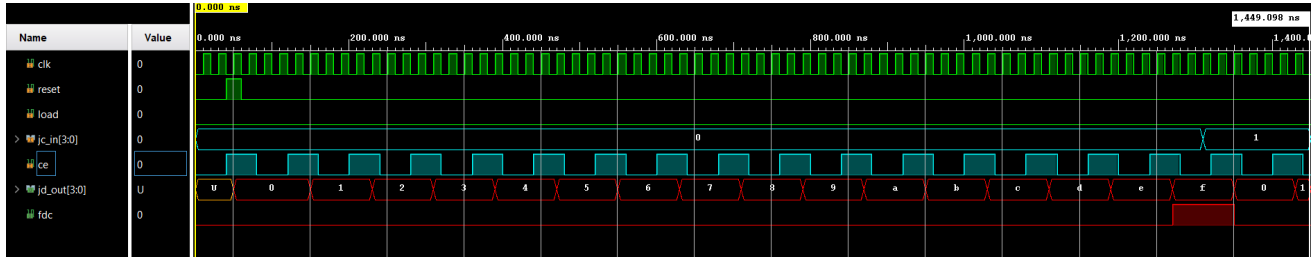 0.000 ns
1,449.098 ns
Name Value
0.000 ns 200.000 ns 400.000 ns 600.000 ns 800.000 ns 1,000.000 ns 1,200.000 ns 1,400.0
clk 0
reset 0
load 0
jc_in[3:0] 0 0 1
ce 0
jd_out[3:0] U U 0 1 2 3 4 5 6 7 8 9 a b c d e f 0 1
fdc 0